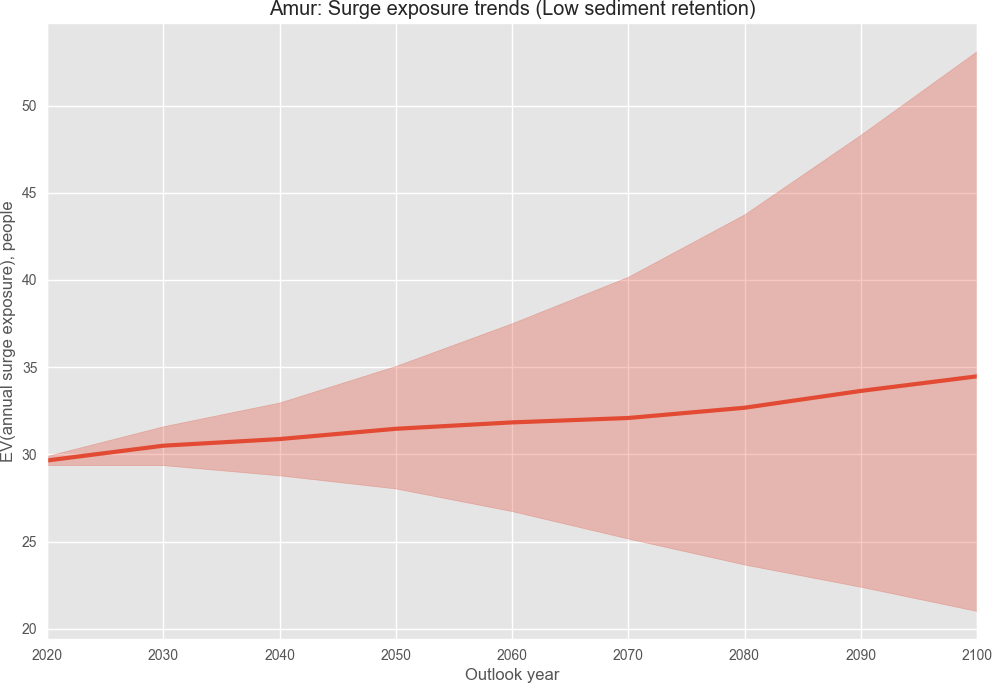 Amur: Surge exposure trends (Low sediment retention)
EV(annual surge exposure), people
50
45
40
35
30
25
20
2020 2030 2040 2050 2060 2070 2080 2090 2100
Outlook year